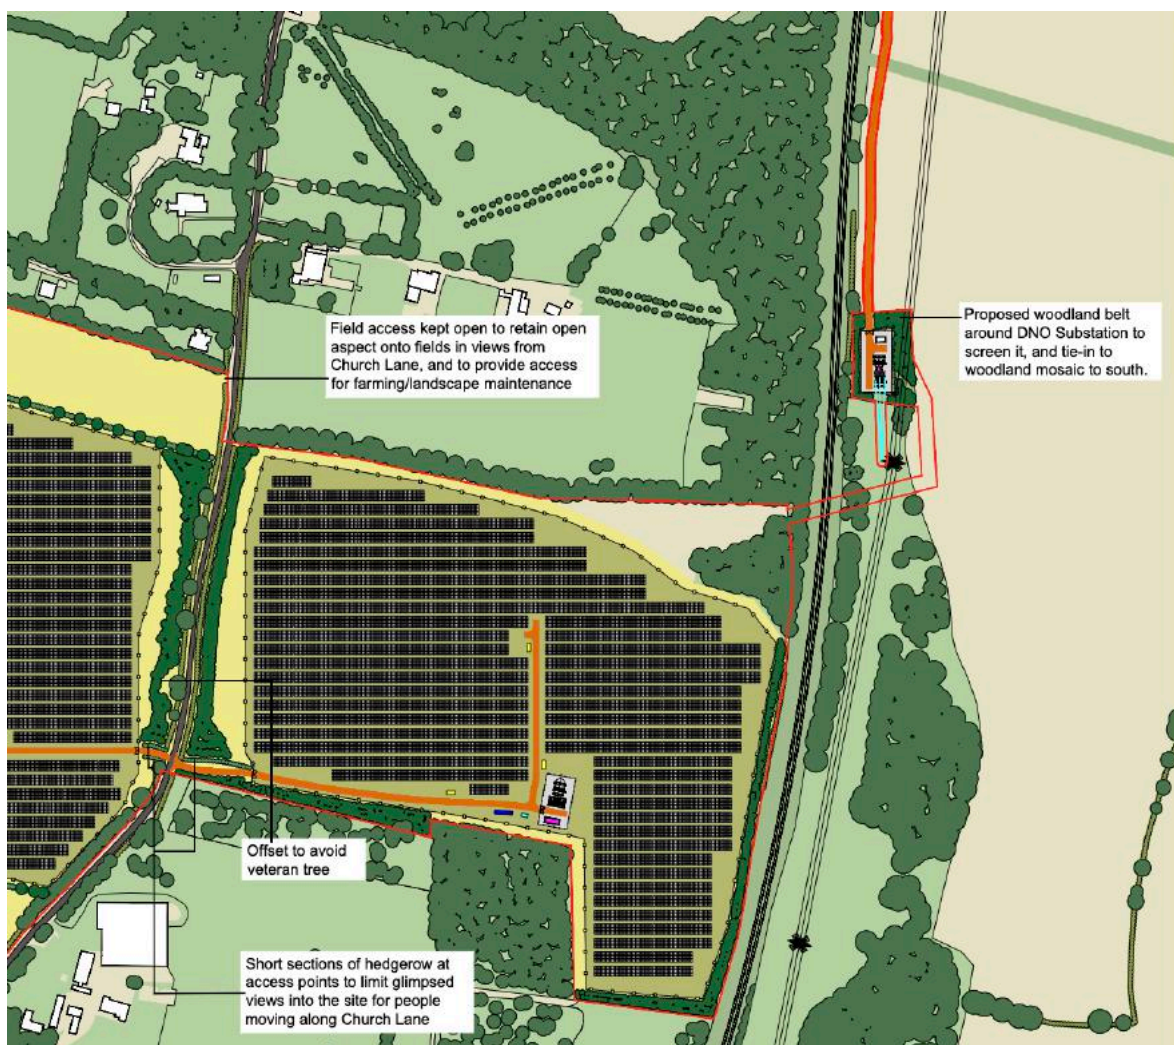 Field access kept open to retain open
aspect onto fields in views from
Church Lane, and to provide access
for farming/landscape maintenance
Proposed woodland belt
around DNO Substation to
screen it, and tie-in to
woodland mosaic to south.
Offset to avoid
veteran tree
Short sections of hedgerow at
access points to limit glimpsed
views into the site for people
moving along Church Lane